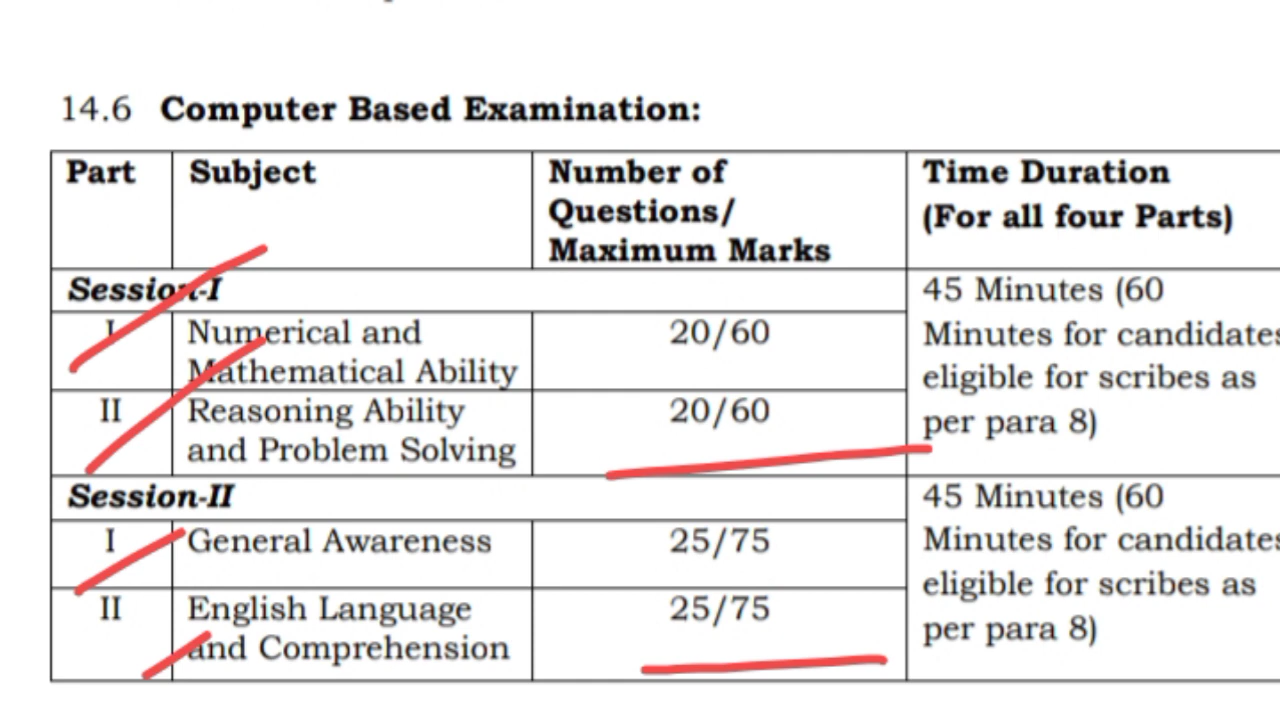 14.6 Computer Based Examination:
Part Subject Number of Time Duration
Questions/ (For all four Parts)
Maximum Marks
Session-I 45 Minutes (60
I Numerical and 20/60 Minutes for candidates
Mathematical Ability eligible for scribes as
II Reasoning Ability 20/60 per para 8)
and Problem Solving
Session-II 45 Minutes (60
I General Awareness 25/75 Minutes for candidates
eligible for scribes as
II English Language 25/75 per para 8)
and Comprehension